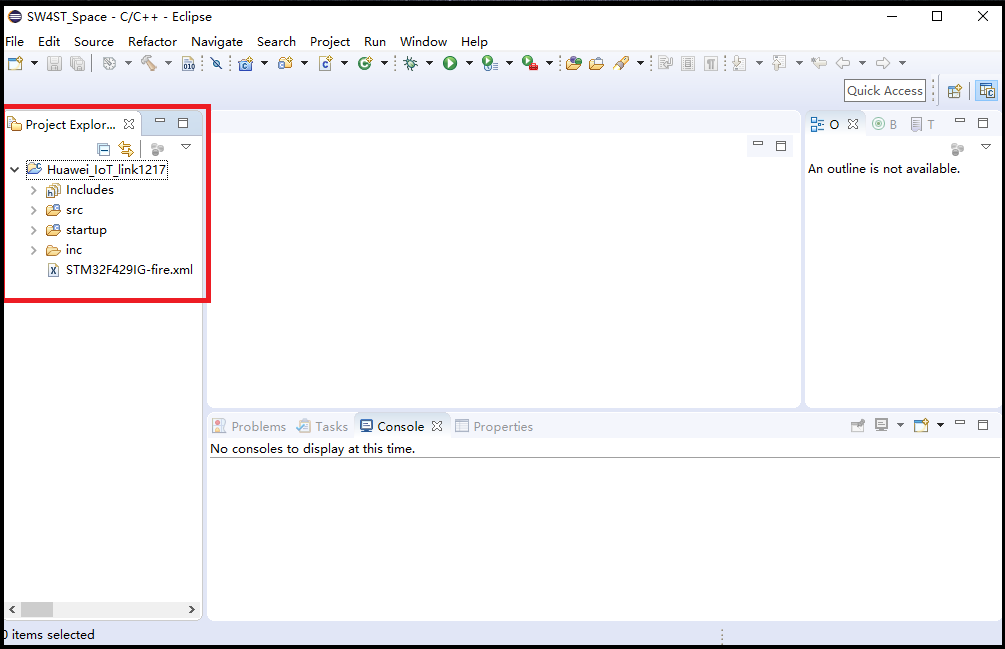 SW4ST_Space - C/C++ - Eclipse
File Edit Source Refactor Navigate Search Project Run Window Help
Quick Access
Project Explor...
Huawei_IoT_link1217
Includes
src
startup
inc
STM32F429IG-fire.xml
O B T
An outline is not available.
Problems Tasks Console Properties
No consoles to display at this time.
0 items selected